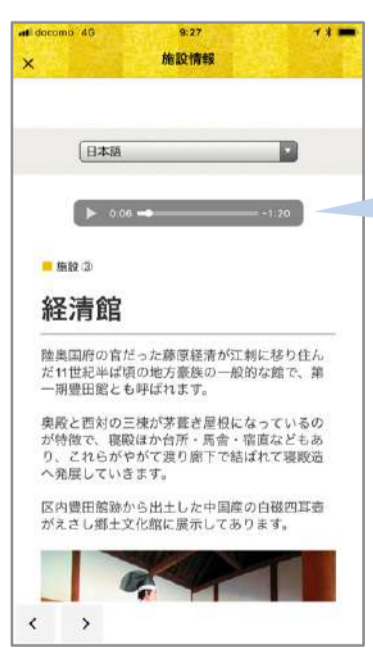 docomo 4G 9:27
施設情報
日本語
0:06 -1:20
施設③
経清館
陸奥国府の官だった藤原経清が江刺に移り住ん
だ11世紀半ば頃の地方豪族の一般的な館で、第
一期豊田館とも呼ばれます。
奥殿と西対の三棟が茅葺き屋根になっているの
が特徴で、寝殿ほか台所・馬舎・宿直などもあ
り、これらがやがて渡り廊下で結ばれて寝殿造
へ発展していきます。
区内豊田館跡から出土した中国産の白磁四耳壺
がえさし郷土文化館に展示してあります。